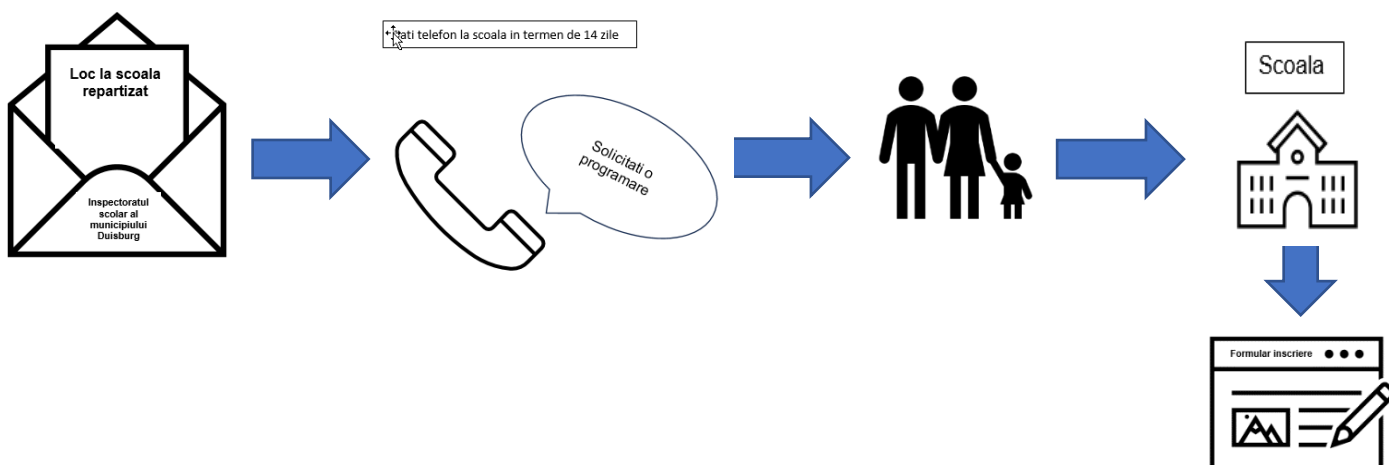 Loc la scoala
repartizat
Inspectoratul
scolar al
municipiului
Duisburg
telefon la scoala in termen de 14 zile
Solicitati o
programare
Scoala
Formular inscriere